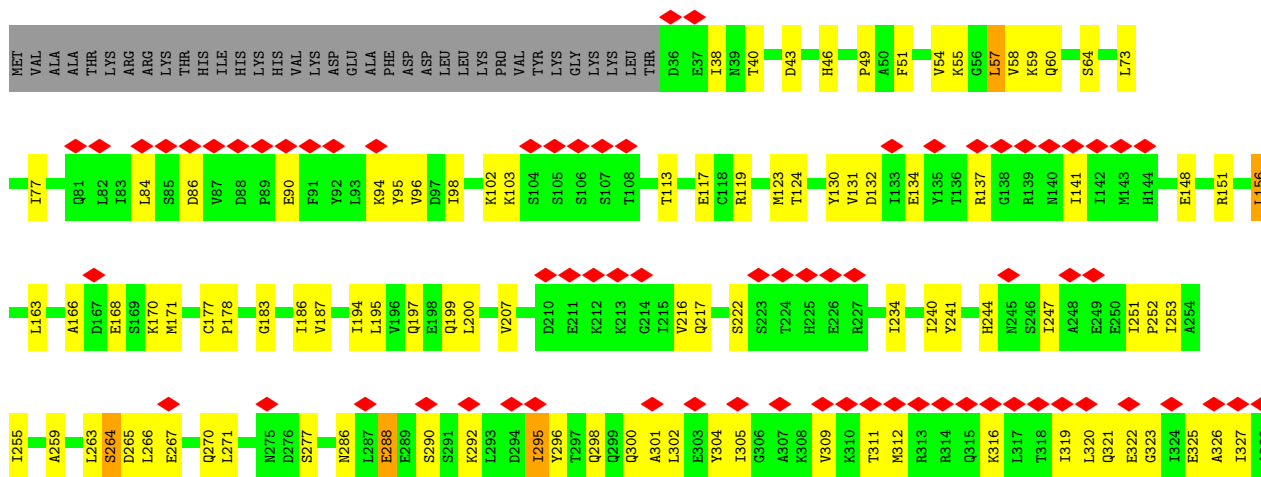 MET VAL ALA ALA THR LYS ARG ARG LYS THR HIS ILE HIS LYS HIS VAL LYS ASP GLU ALA PHE ASP ASP LEU LEU LYS PRO VAL TYR LYS GLY LYS LYS LEU THR D36 E37 I38 N39 T40 D43 H46 P49 A50 F51 V54 K55 G56 L57 V58 K59 Q60 S64 L73
I77 Q81 L82 I83 L84 S85 D86 V87 D88 P89 E90 F91 Y92 L93 K94 Y95 V96 D97 I98 K102 K103 S104 S105 S106 S107 T108 T113 E117 C118 R119 M123 T124 Y130 V131 D132 I133 E134 Y135 T136 R137 G138 R139 N140 I141 I142 M143 H144 E148 R151
L163 A166 D167 E168 S169 K170 M171 C177 P178 G183 I186 V187 I194 L195 V196 Q197 E198 Q199 L200 V207 D210 E211 K212 K213 G214 I215 V216 Q217 S222 S223 T224 H225 E226 R227 I234 I240 Y241 H244 N245 S246 I247 A248 E249 E250 I251 P252 I253 A254
I255 A259 L263 S264 D265 L266 E267 Q270 L271 N275 D276 S277 N286 L287 E288 E289 S290 S291 K292 L293 D294 I295 Y296 T297 Q298 Q299 Q300 A301 L302 E303 Y304 I305 G306 A307 K308 V309 K310 T311 M312 R313 R314 Q315 K316 L317 T318 I319 L320 Q321 E322 G323 I324 E325 A326 I327